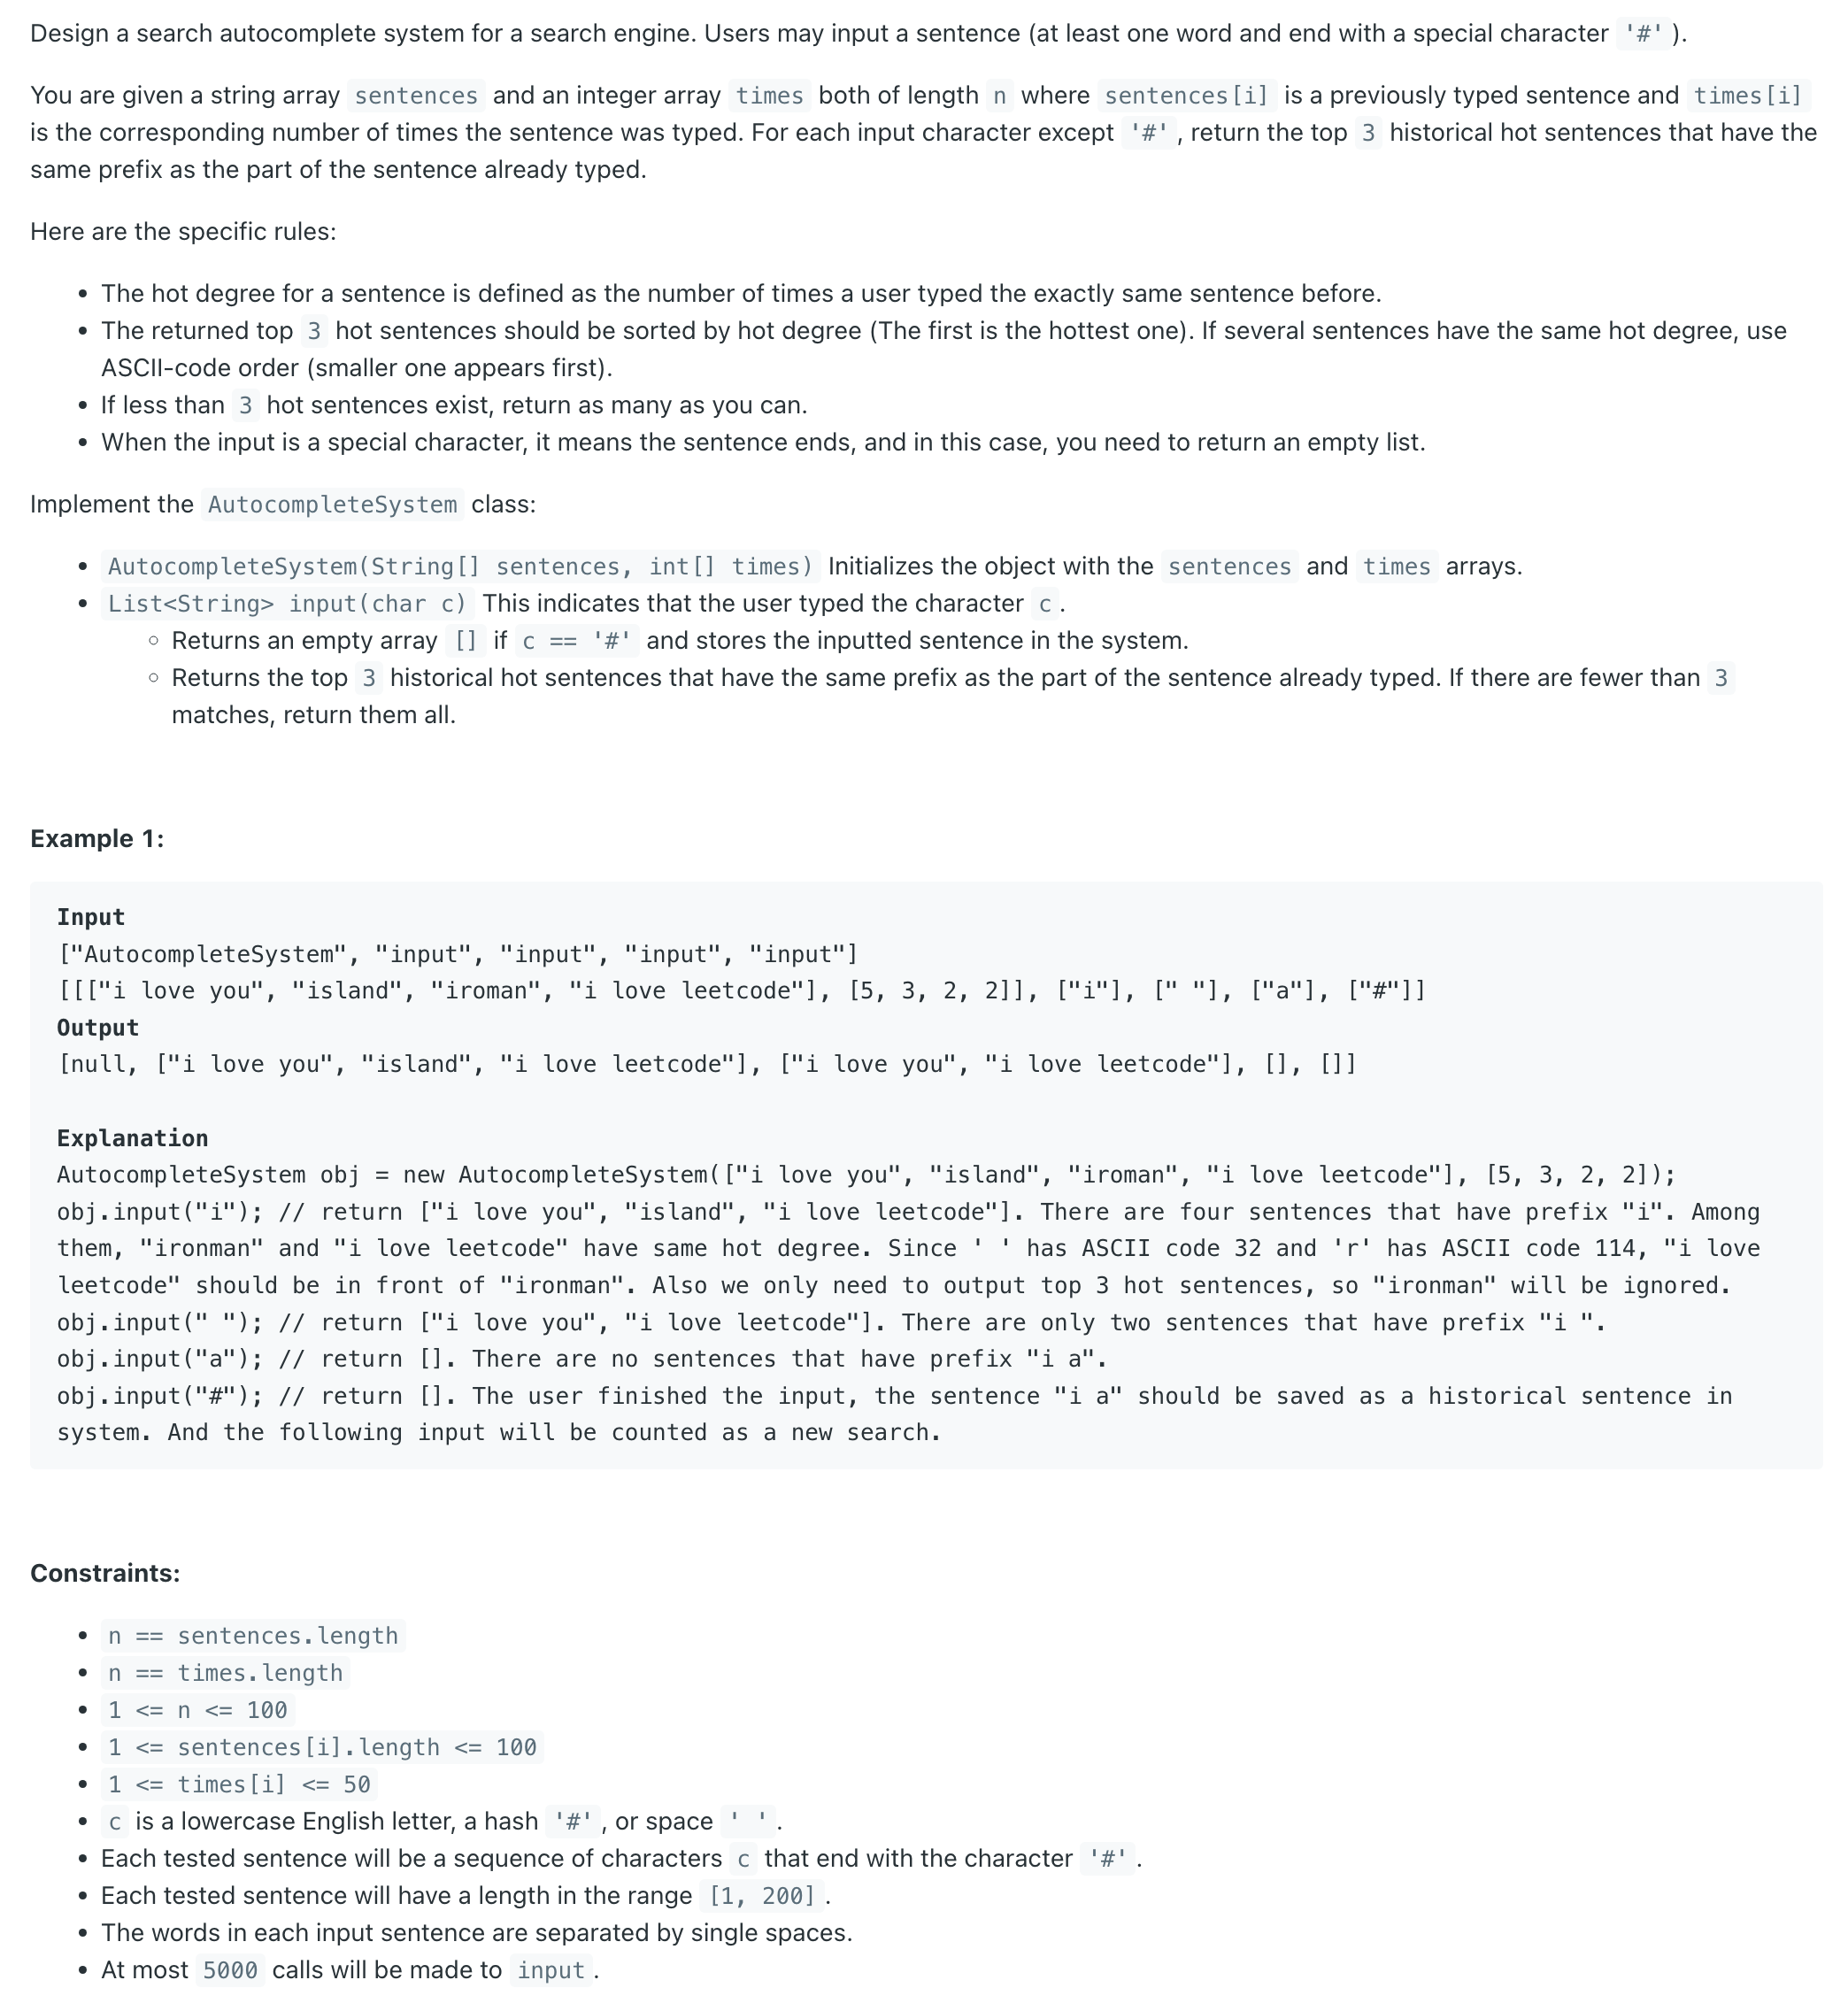 Design a search autocomplete system for a search engine. Users may input a sentence (at least one word and end with a special character '#').
You are given a string array sentences and an integer array times both of length n where sentences[i] is a previously typed sentence and times[i]
is the corresponding number of times the sentence was typed. For each input character except '#', return the top 3 historical hot sentences that have the
same prefix as the part of the sentence already typed.
Here are the specific rules:
• The hot degree for a sentence is defined as the number of times a user typed the exactly same sentence before.
• The returned top 3 hot sentences should be sorted by hot degree (The first is the hottest one). If several sentences have the same hot degree, use
ASCII-code order (smaller one appears first).
• If less than 3 hot sentences exist, return as many as you can.
• When the input is a special character, it means the sentence ends, and in this case, you need to return an empty list.
Implement the AutocompleteSystem class:
• AutocompleteSystem(String[] sentences, int[] times) Initializes the object with the sentences and times arrays.
• List<String> input(char c) This indicates that the user typed the character c.
◦ Returns an empty array [] if c == '#' and stores the inputted sentence in the system.
◦ Returns the top 3 historical hot sentences that have the same prefix as the part of the sentence already typed. If there are fewer than 3
matches, return them all.
Example 1:
Input
["AutocompleteSystem", "input", "input", "input", "input"]
[[["i love you", "island", "iroman", "i love leetcode"], [5, 3, 2, 2]], ["i"], [" "], ["a"], ["#"]]
Output
[null, ["i love you", "island", "i love leetcode"], ["i love you", "i love leetcode"], [], []]
Explanation
AutocompleteSystem obj = new AutocompleteSystem(["i love you", "island", "iroman", "i love leetcode"], [5, 3, 2, 2]);
obj.input("i"); // return ["i love you", "island", "i love leetcode"]. There are four sentences that have prefix "i". Among
them, "ironman" and "i love leetcode" have same hot degree. Since ' ' has ASCII code 32 and 'r' has ASCII code 114, "i love
leetcode" should be in front of "ironman". Also we only need to output top 3 hot sentences, so "ironman" will be ignored.
obj.input(" "); // return ["i love you", "i love leetcode"]. There are only two sentences that have prefix "i ".
obj.input("a"); // return []. There are no sentences that have prefix "i a".
obj.input("#"); // return []. The user finished the input, the sentence "i a" should be saved as a historical sentence in
system. And the following input will be counted as a new search.
Constraints:
• n == sentences.length
• n == times.length
• 1 <= n <= 100
• 1 <= sentences[i].length <= 100
• 1 <= times[i] <= 50
• c is a lowercase English letter, a hash '#', or space ' '.
• Each tested sentence will be a sequence of characters c that end with the character '#'.
• Each tested sentence will have a length in the range [1, 200].
• The words in each input sentence are separated by single spaces.
• At most 5000 calls will be made to input.